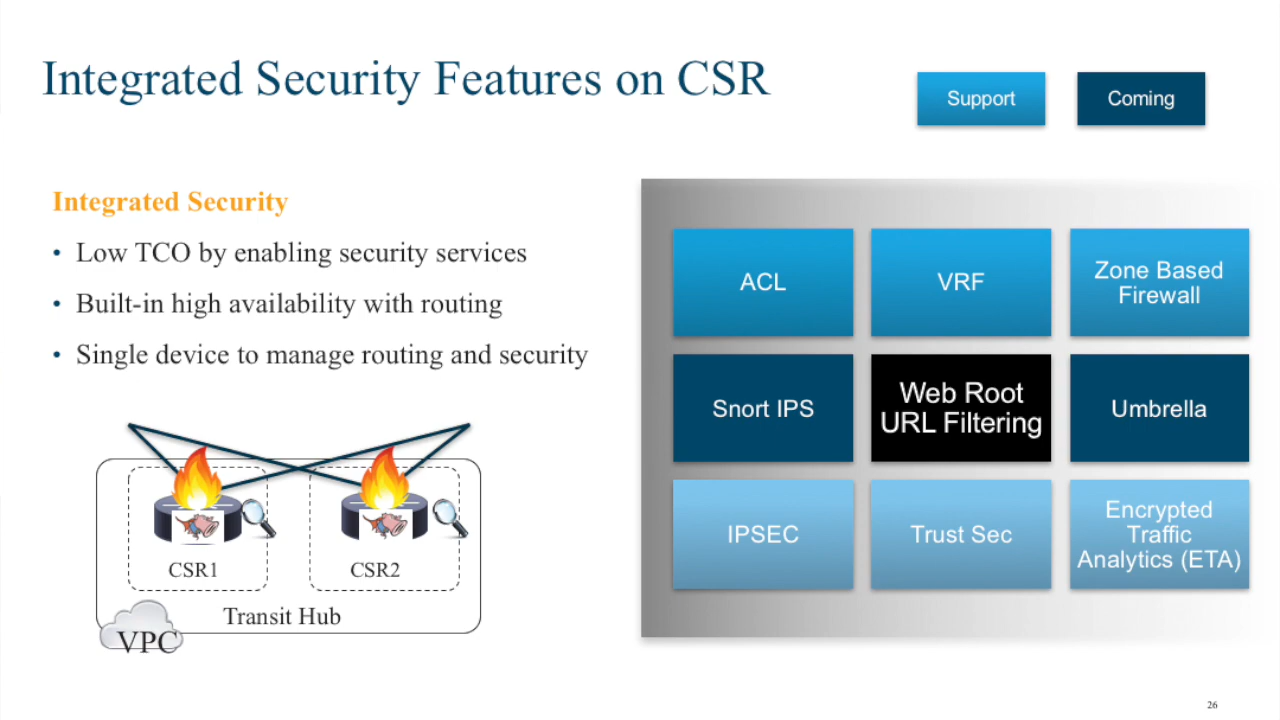 Integrated Security Features on CSR
Support
Coming
Integrated Security
• Low TCO by enabling security services
• Built-in high availability with routing
• Single device to manage routing and security
ACL
VRF
Zone Based
Firewall
Snort IPS
Web Root
URL Filtering
Umbrella
IPSEC
Trust Sec
Encrypted
Traffic
Analytics (ETA)
CSR1
CSR2
Transit Hub
VPC
26